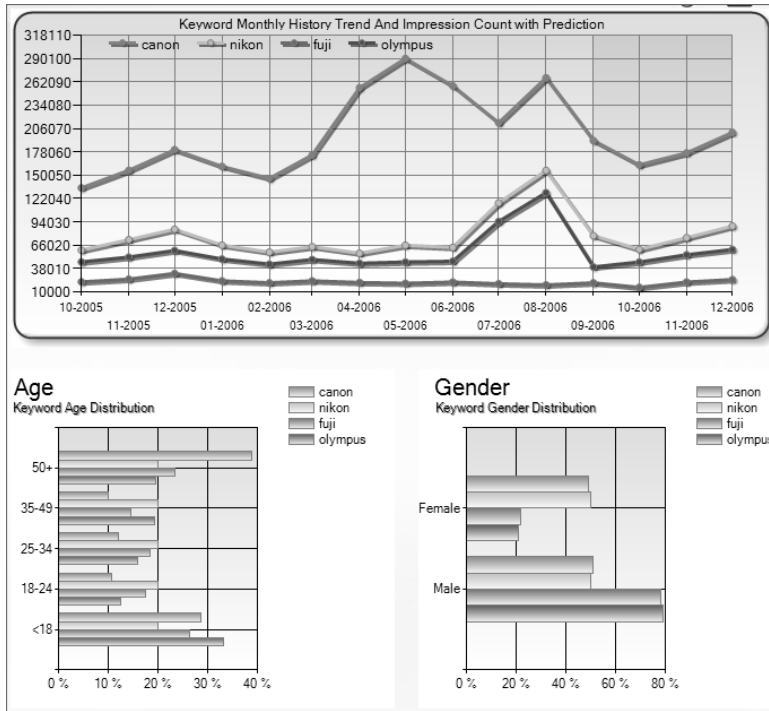 Keyword Monthly History Trend And Impression Count with Prediction
canon nikon fuji olympus
318110
290100
262090
234080
206070
178060
150050
122040
94030
66020
38010
10000
10-2005 12-2005 02-2006 04-2006 06-2006 08-2006 10-2006 12-2006
11-2005 01-2006 03-2006 05-2006 07-2006 09-2006 11-2006
Age
Keyword Age Distribution
canon
nikon
fuji
olympus
50+
35-49
25-34
18-24
<18
0 % 10 % 20 % 30 % 40 %
Gender
Keyword Gender Distribution
canon
nikon
fuji
olympus
Female
Male
0 % 20 % 40 % 60 % 80 %